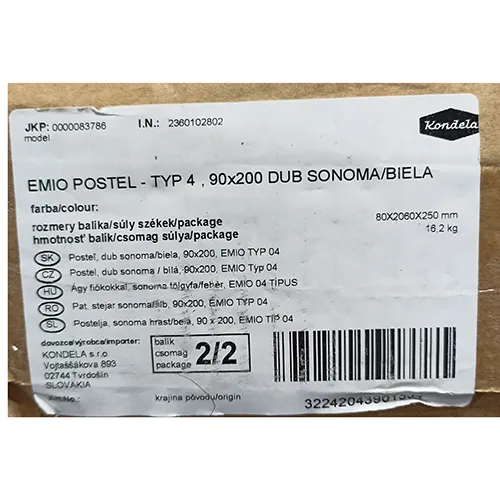 JKP: 0000083786 I.N.: 2360102802
model
Kondela
EMIO POSTEL - TYP 4 , 90x200 DUB SONOMA/BIELA
farba/colour:
rozmery balíka/súly székek/package 80X2060X250 mm
hmotnosť balík/csomag súlya/package 16,2 kg
SK Posteľ, dub sonoma/biela, 90x200, EMIO TYP 04
CZ Postel, dub sonoma / bílá, 90x200, EMIO Typ 04
HU Ágy fiókokkal, sonoma tölgyfa/fehér, EMIO 04 TÍPUS
RO Pat, stejar sonoma/alb, 90x200, EMIO Typ 04
SL Postelja, sonoma hrast/bela, 90 x 200, EMIO TIP 04
dovozca/výrobca/importer:
KONDELA s.r.o
Vojtaššákova 893
02744 Tvrdošín
SLOVÁKIA
balík
csomag
package
2/2
Art.No.:
krajina pôvodu/origin